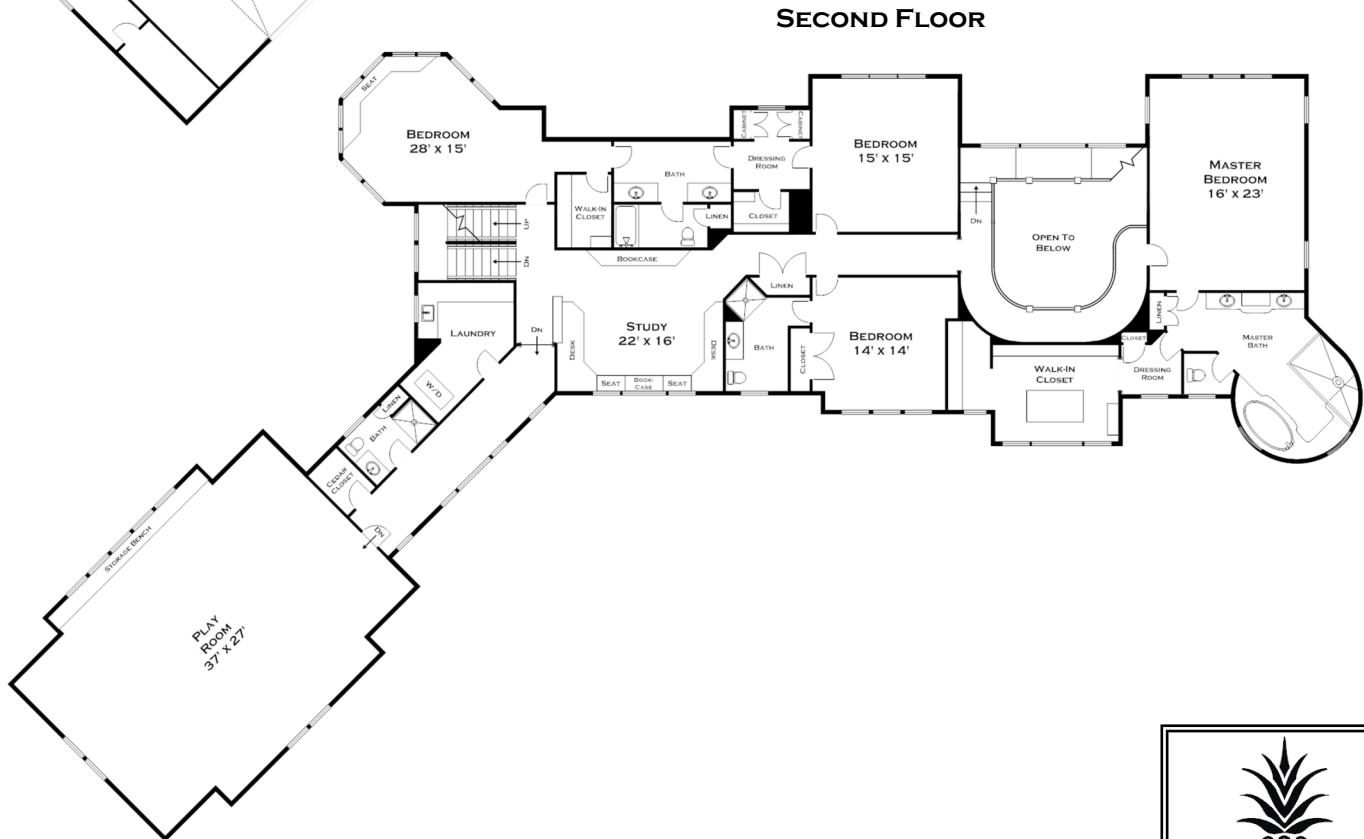 SECOND FLOOR
SEAT
BEDROOM
28' X 15'
WALK-IN
CLOSET
BATH
LINEN
CABINET
CABINET
DRESSING
ROOM
CLOSET
BEDROOM
15' X 15'
DN
OPEN TO
BELOW
MASTER
BEDROOM
16' X 23'
UP
DN
BOOKCASE
LINEN
LAUNDRY
W/D
DN
DESK
STUDY
22' X 16'
DESK
SEAT
BOOK-
CASE
SEAT
BATH
CLOSET
BEDROOM
14' X 14'
WALK-IN
CLOSET
CLOSET
DRESSING
ROOM
LINEN
MASTER
BATH
LINEN
BATH
CEDAR
CLOSET
DN
STORAGE BENCH
PLAY
ROOM
37' X 27'